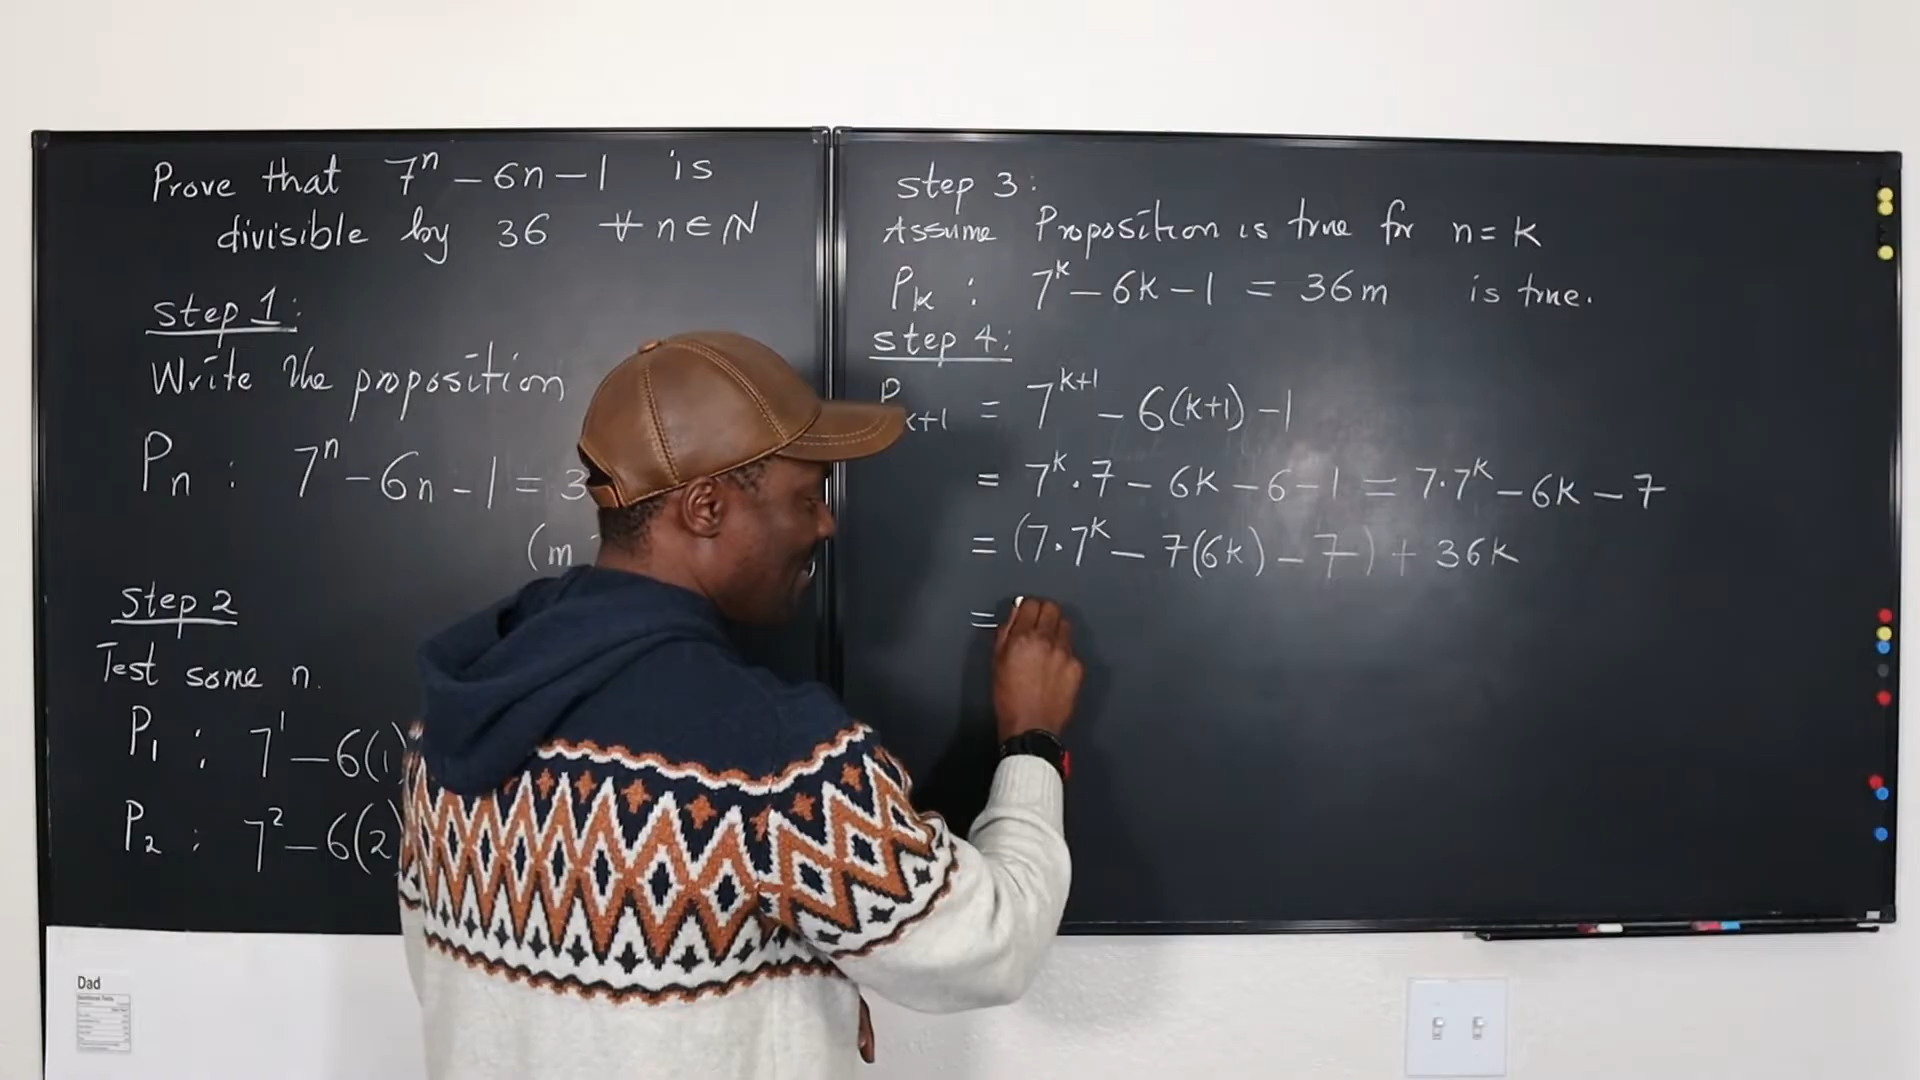 Prove that 7ⁿ – 6n – 1 is
divisible by 36 ∀ n ∈ ℕ
Step 1:
Write the proposition
Pₙ : 7ⁿ – 6n – 1 = 3
(m
Step 2
Test some n.
P₁ : 7¹ – 6(1)
P₂ : 7² – 6(2
Step 3:
Assume Proposition is true for n = k
Pₖ : 7ᵏ – 6k – 1 = 36m is true.
Step 4:
Pₖ₊₁ = 7ᵏ⁺¹ – 6(k+1) – 1
= 7ᵏ · 7 – 6k – 6 – 1 = 7·7ᵏ – 6k – 7
= (7·7ᵏ – 7(6k) – 7) + 36k
=
Dad